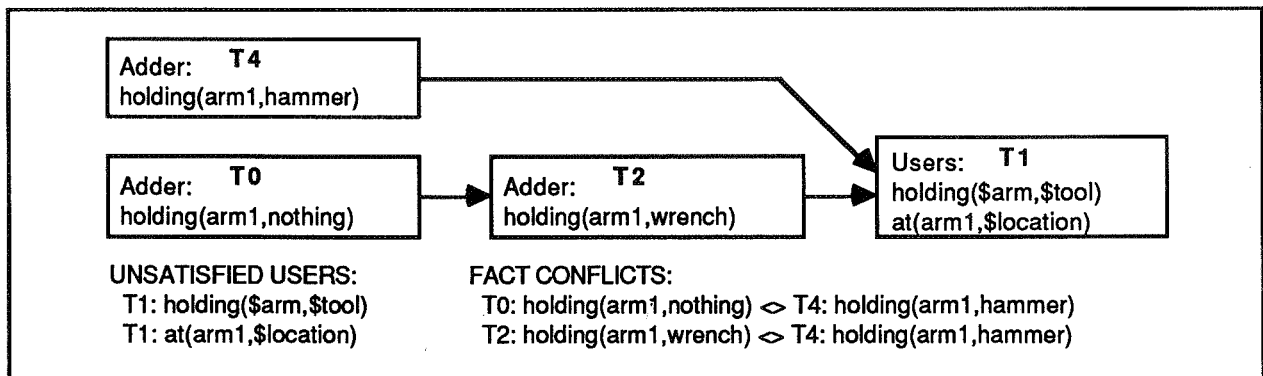 Adder: T4
holding(arm1,hammer)
Adder: T0
holding(arm1,nothing)
Adder: T2
holding(arm1,wrench)
Users: T1
holding($arm,$tool)
at(arm1,$location)
UNSATISFIED USERS:
T1: holding($arm,$tool)
T1: at(arm1,$location)
FACT CONFLICTS:
T0: holding(arm1,nothing) <> T4: holding(arm1,hammer)
T2: holding(arm1,wrench) <> T4: holding(arm1,hammer)